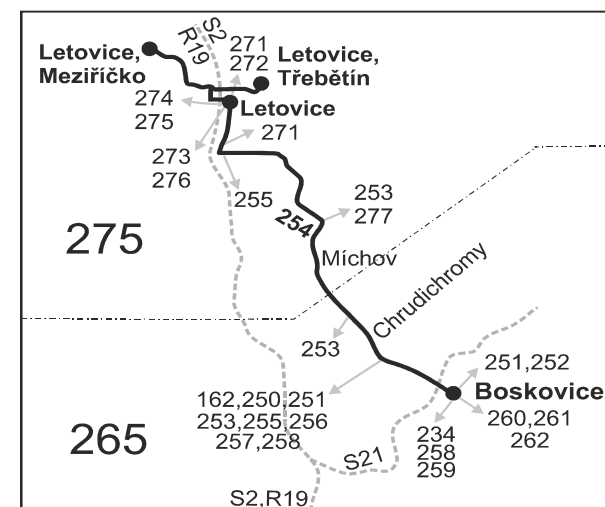 S2
R19
Letovice,
Meziříčko
271
272
Letovice,
Třebětín
274
275
Letovice
271
273
276
255
253
277
254
275
Míchov
Chrudichromy
253
251,252
Boskovice
162,250,251
253,255,256
257,258
260,261
262
234
258
259
265
S21
S2,R19